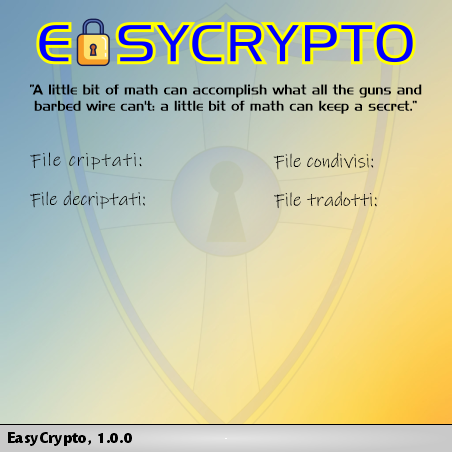 EASYCRYPTO
"A little bit of math can accomplish what all the guns and
barbed wire can't: a little bit of math can keep a secret."
File criptati:
File condivisi:
File decriptati:
File tradotti:
EasyCrypto, 1.0.0